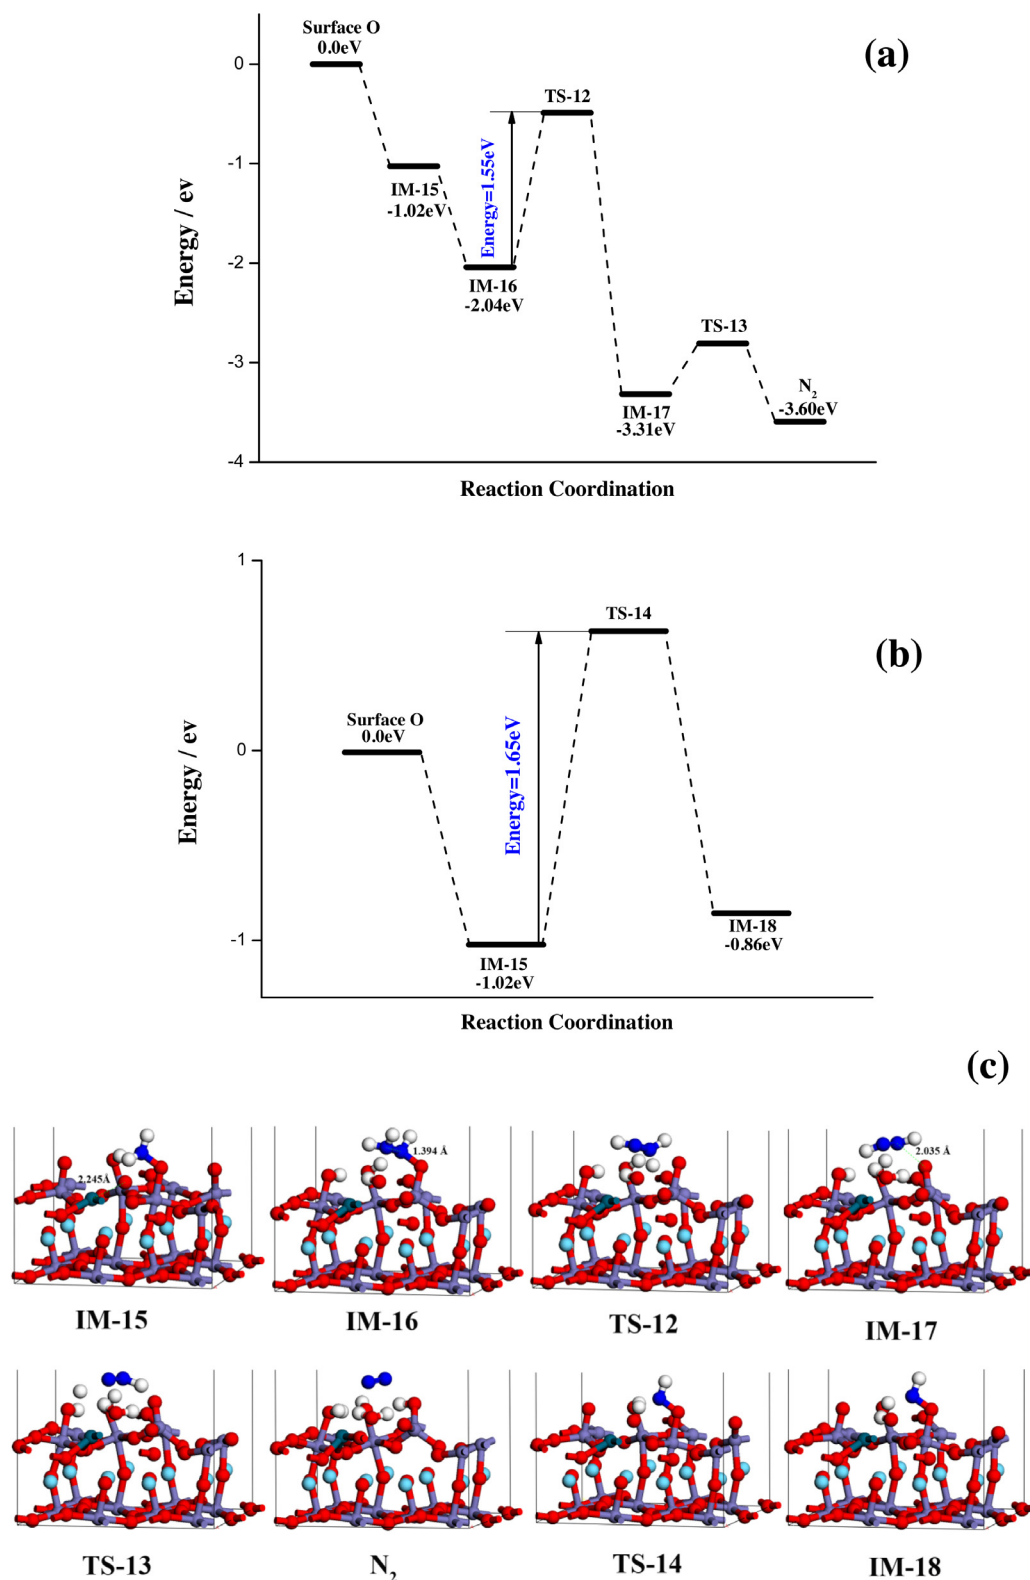 (a)
Surface O
0.0eV
0
TS-12
Energy=1.55eV
-1
IM-15
-1.02eV
Energy / ev
-2
IM-16
-2.04eV
TS-13
-3
N₂
-3.60eV
IM-17
-3.31eV
-4
Reaction Coordination
1
TS-14
(b)
Surface O
0.0eV
0
Energy / ev
Energy=1.65eV
-1
IM-18
-0.86eV
IM-15
-1.02eV
Reaction Coordination
(c)
2.245Å
1.394 Å
2.035 Å
IM-15
IM-16
TS-12
IM-17
TS-13
N₂
TS-14
IM-18